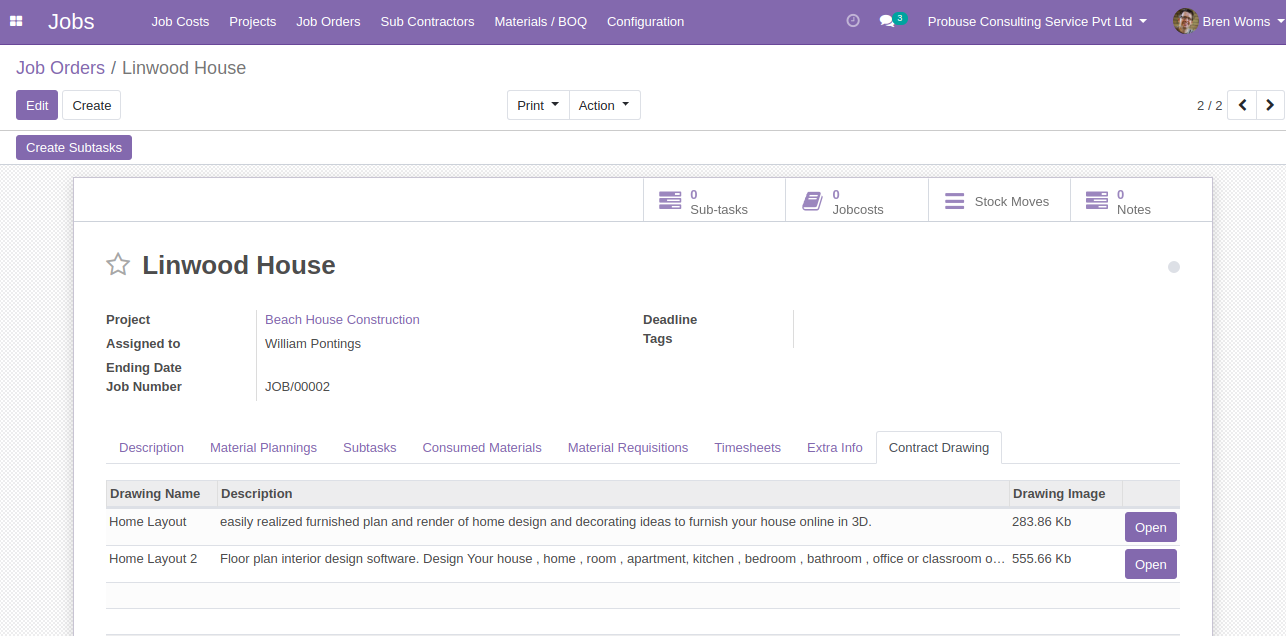 Jobs Job Costs Projects Job Orders Sub Contractors Materials / BOQ Configuration 3 Probuse Consulting Service Pvt Ltd Bren Woms
Job Orders / Linwood House
Edit Create Print Action 2 / 2
Create Subtasks
0 Sub-tasks 0 Jobcosts Stock Moves 0 Notes
Linwood House
Project Beach House Construction Deadline
Tags
Assigned to William Pontings
Ending Date
Job Number JOB/00002
Description Material Plannings Subtasks Consumed Materials Material Requisitions Timesheets Extra Info Contract Drawing
Drawing Name Description Drawing Image
Home Layout easily realized furnished plan and render of home design and decorating ideas to furnish your house online in 3D. 283.86 Kb Open
Home Layout 2 Floor plan interior design software. Design Your house , home , room , apartment, kitchen , bedroom , bathroom , office or classroom o… 555.66 Kb Open